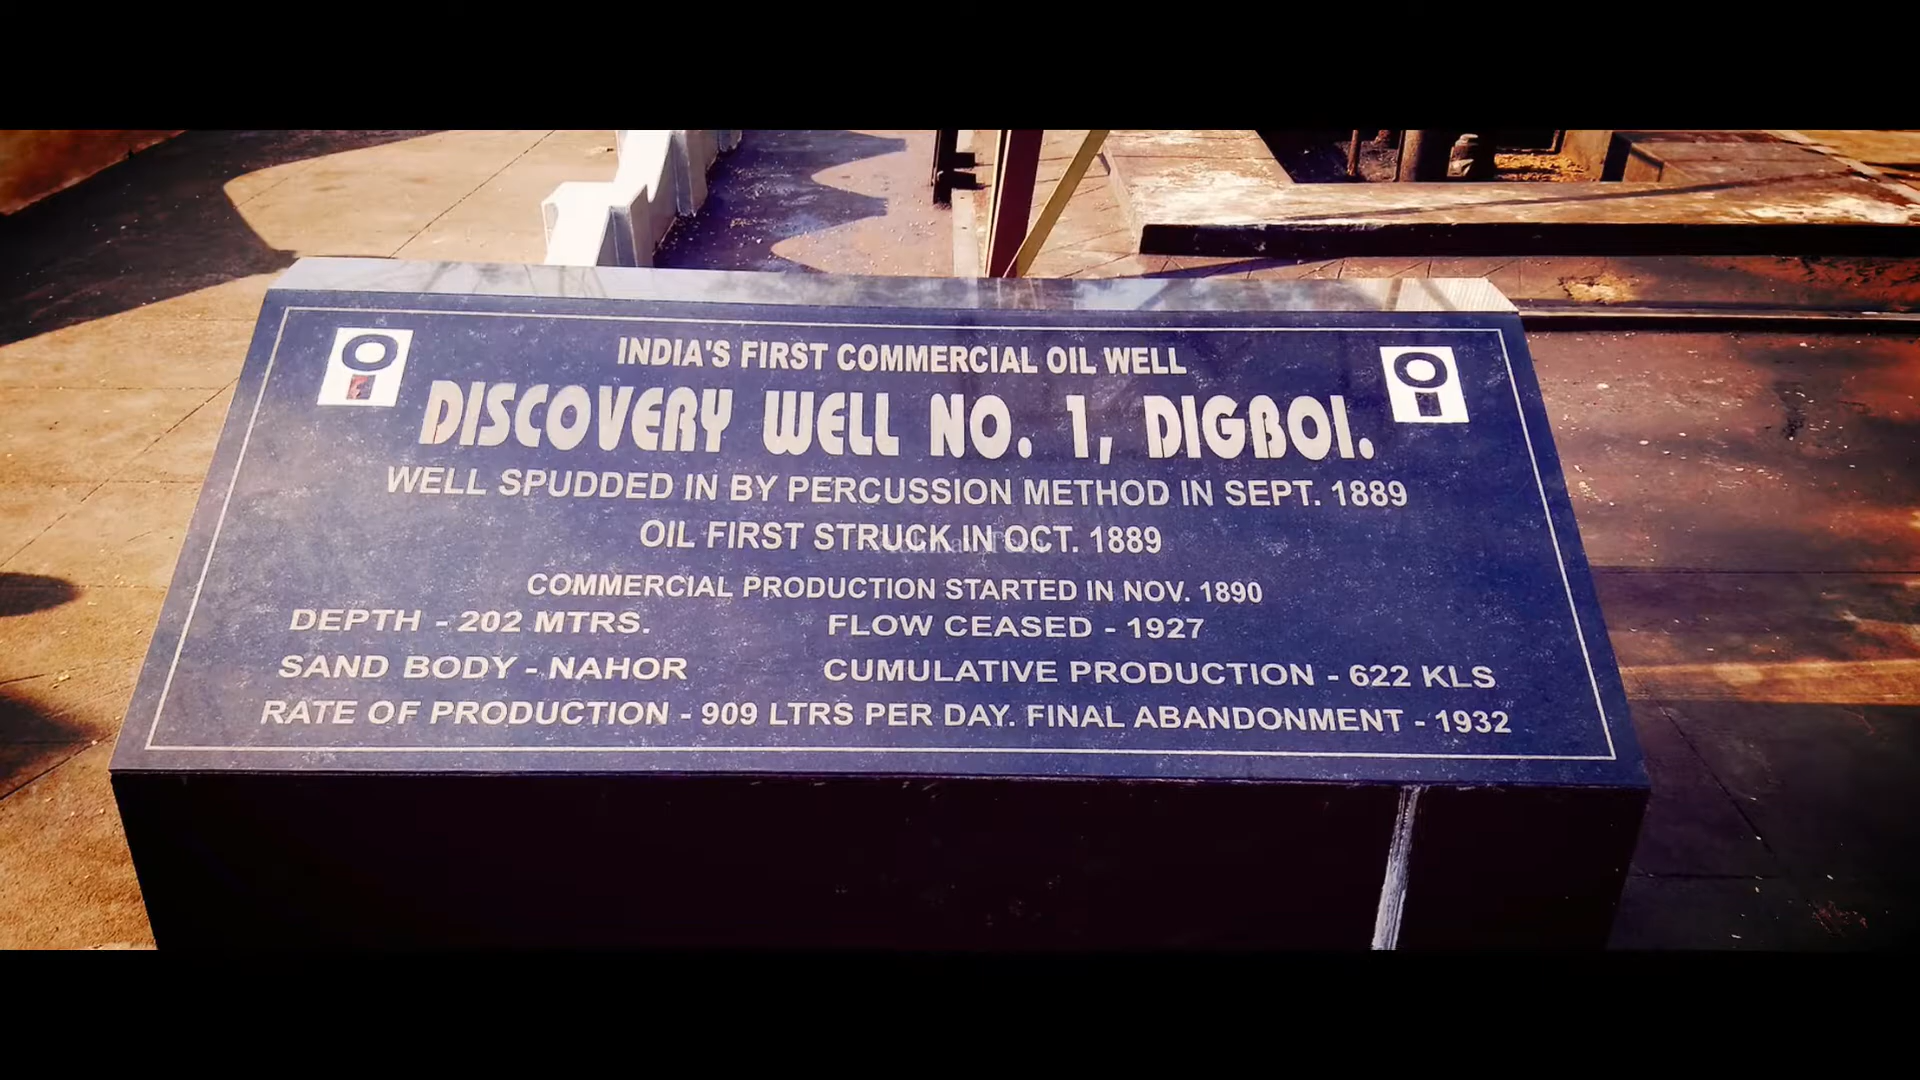 INDIA'S FIRST COMMERCIAL OIL WELL
DISCOVERY WELL NO. 1, DIGBOI.
WELL SPUDDED IN BY PERCUSSION METHOD IN SEPT. 1889
OIL FIRST STRUCK IN OCT. 1889
COMMERCIAL PRODUCTION STARTED IN NOV. 1890
DEPTH - 202 MTRS. FLOW CEASED - 1927
SAND BODY - NAHOR CUMULATIVE PRODUCTION - 622 KLS
RATE OF PRODUCTION - 909 LTRS PER DAY. FINAL ABANDONMENT - 1932